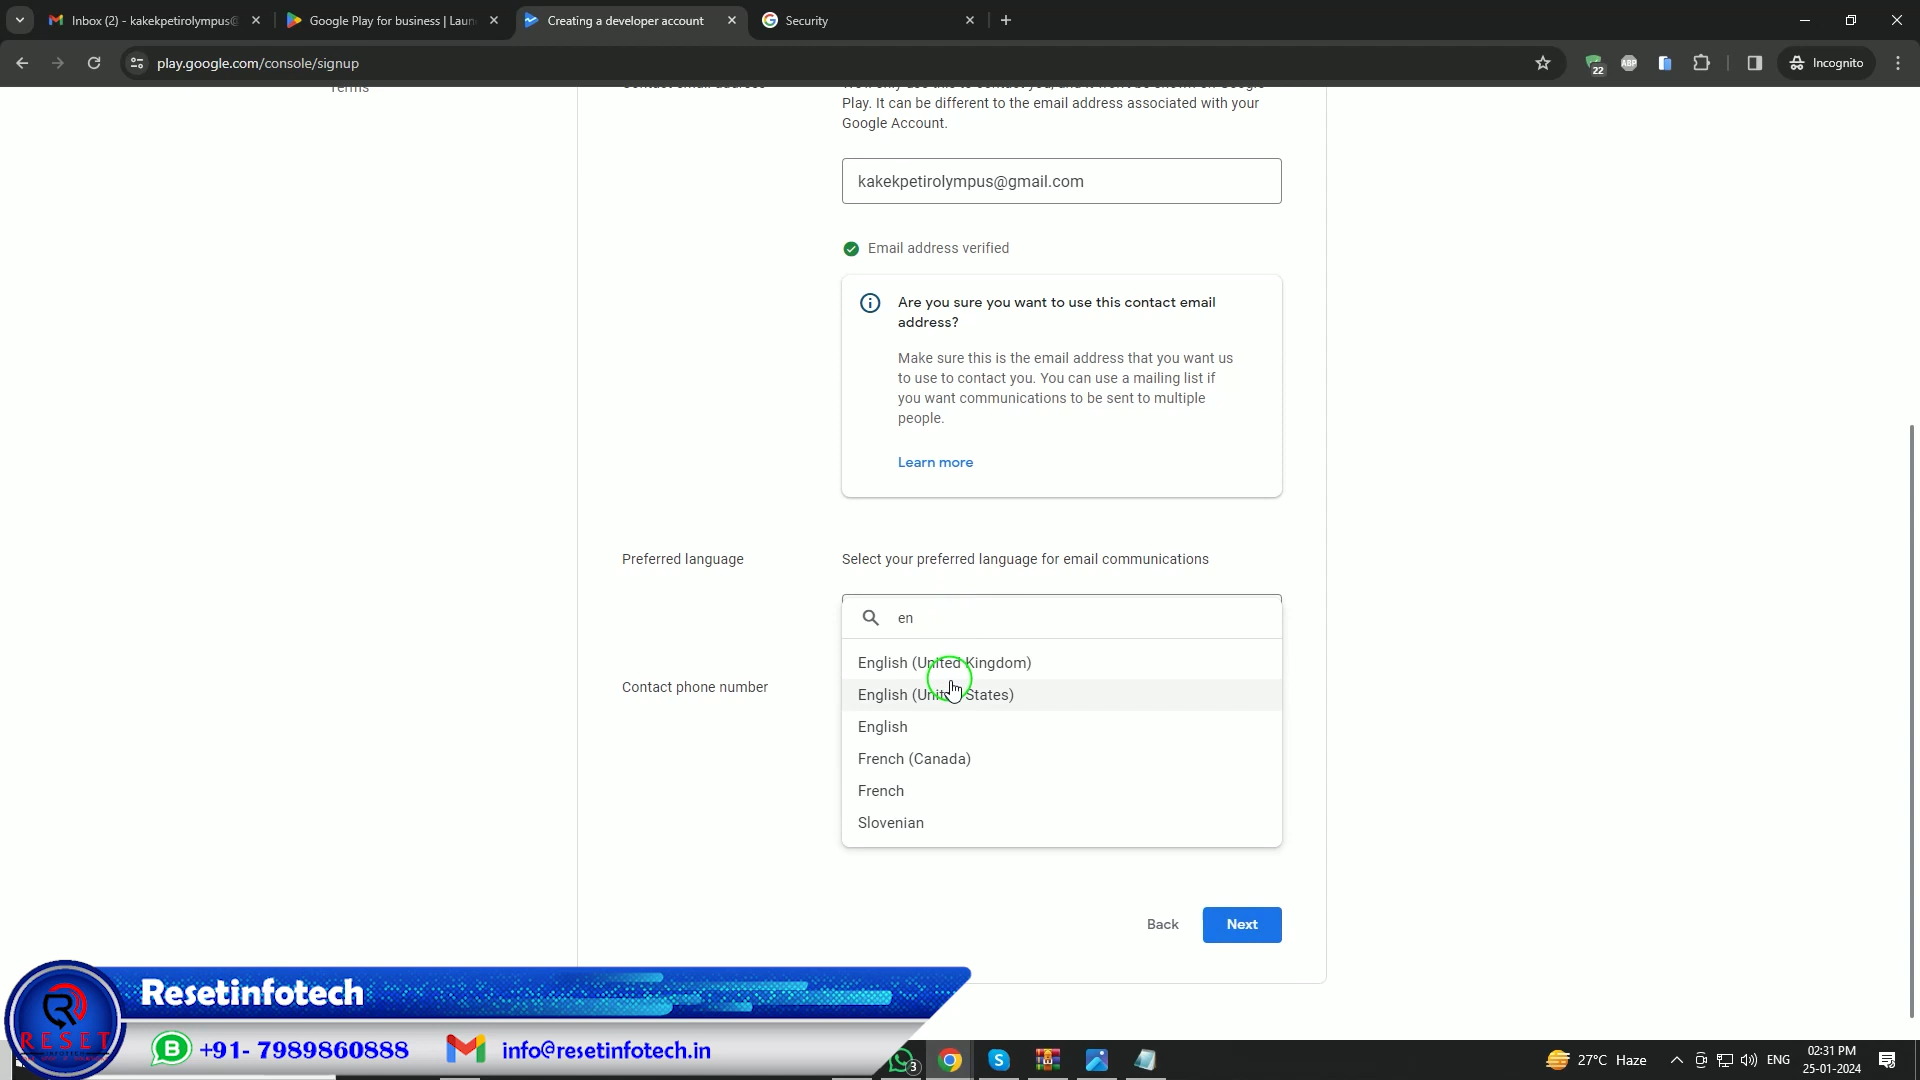 Inbox (2) - kakekpetirolympus@
Google Play for business | Laun
Creating a developer account
Security
play.google.com/console/signup
22
ABP
Incognito
Terms
Play. It can be different to the email address associated with your
Google Account.
kakekpetirolympus@gmail.com
Email address verified
Are you sure you want to use this contact email
address?
Make sure this is the email address that you want us
to use to contact you. You can use a mailing list if
you want communications to be sent to multiple
people.
Learn more
Preferred language
Select your preferred language for email communications
en
English (United Kingdom)
Contact phone number
English (United States)
English
French (Canada)
French
Slovenian
Back
Next
Resetinfotech
RESET
+91- 7989860888
info@resetinfotech.in
3
27°C Haze
ENG
02:31 PM
25-01-2024